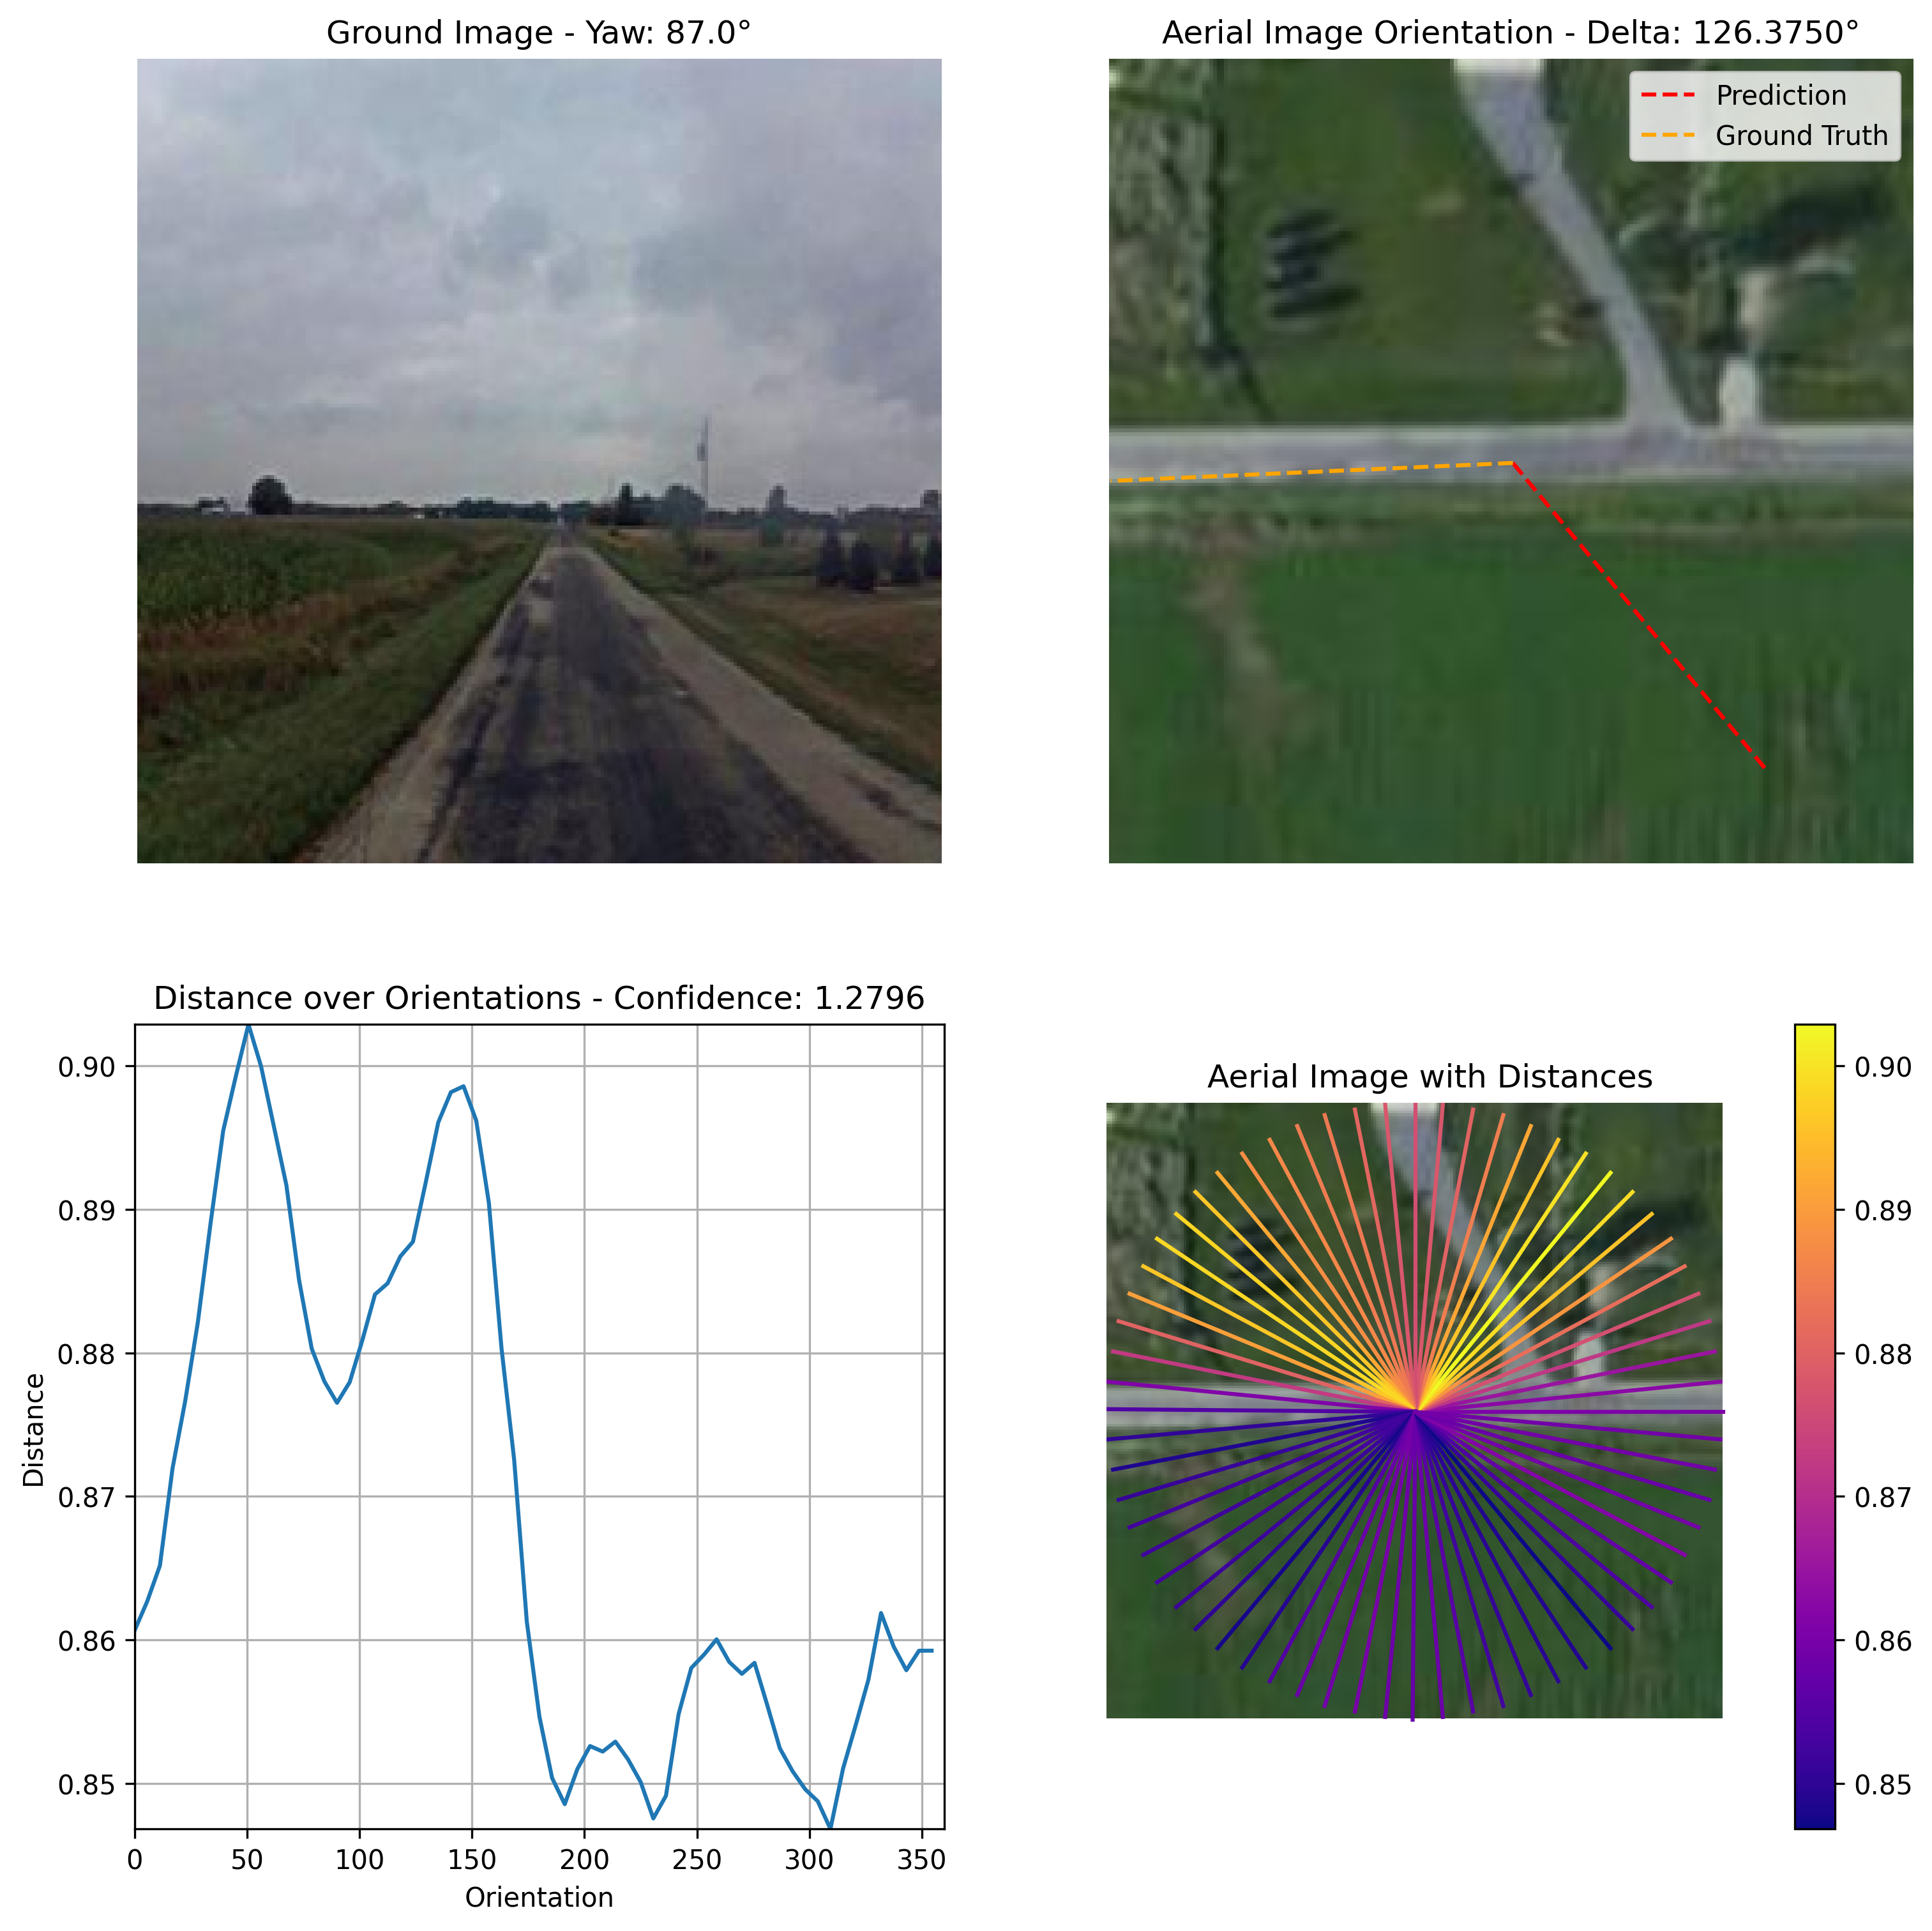 Ground Image - Yaw: 87.0°
Aerial Image Orientation - Delta: 126.3750°
Prediction
Ground Truth
Distance over Orientations - Confidence: 1.2796
0.90
0.89
0.88
0.87
0.86
0.85
Distance
0
50
100
150
200
250
300
350
Orientation
Aerial Image with Distances
0.90
0.89
0.88
0.87
0.86
0.85